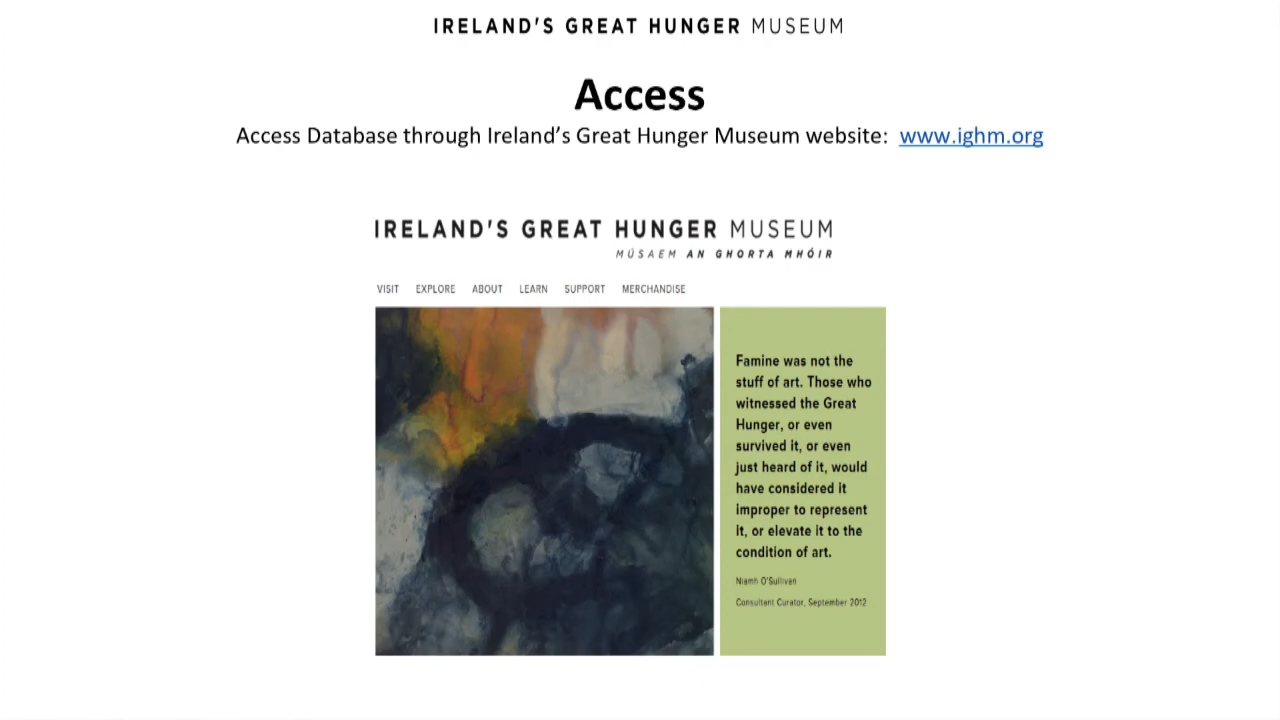 IRELAND'S GREAT HUNGER MUSEUM
Access
Access Database through Ireland's Great Hunger Museum website: www.ighm.org
IRELAND'S GREAT HUNGER MUSEUM
MÚSAEM AN GHORTA MHÓIR
VISIT EXPLORE ABOUT LEARN SUPPORT MERCHANDISE
Famine was not the
stuff of art. Those who
witnessed the Great
Hunger, or even
survived it, or even
just heard of it, would
have considered it
improper to represent
it, or elevate it to the
condition of art.
Niamh O'Sullivan
Consultant Curator, September 2012